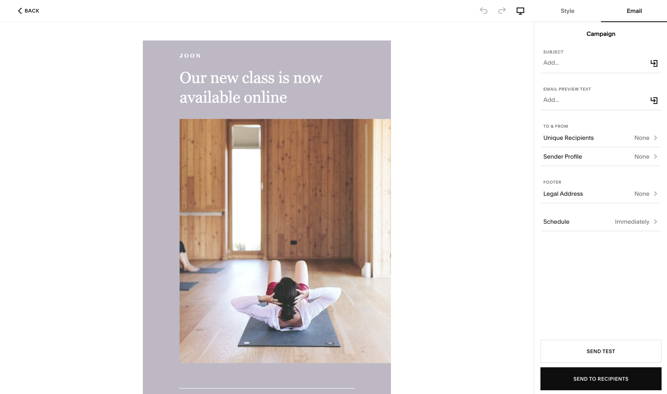 BACK
Style
Email
JOON
Our new class is now
available online
Campaign
SUBJECT
Add...
EMAIL PREVIEW TEXT
Add...
TO & FROM
Unique Recipients None
Sender Profile None
FOOTER
Legal Address None
Schedule Immediately
SEND TEST
SEND TO RECIPIENTS